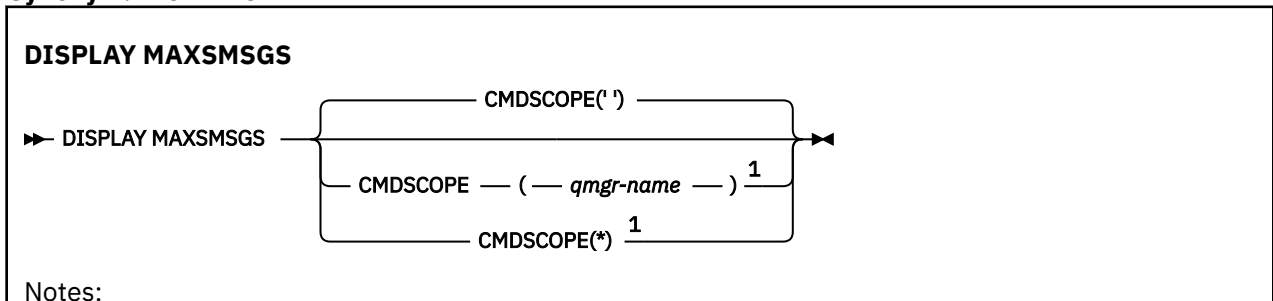 DISPLAY MAXSMSGS
CMDSCOPE(' ')
DISPLAY MAXSMSGS
CMDSCOPE ( qmgr-name ) 1
CMDSCOPE(*) 1
Notes: